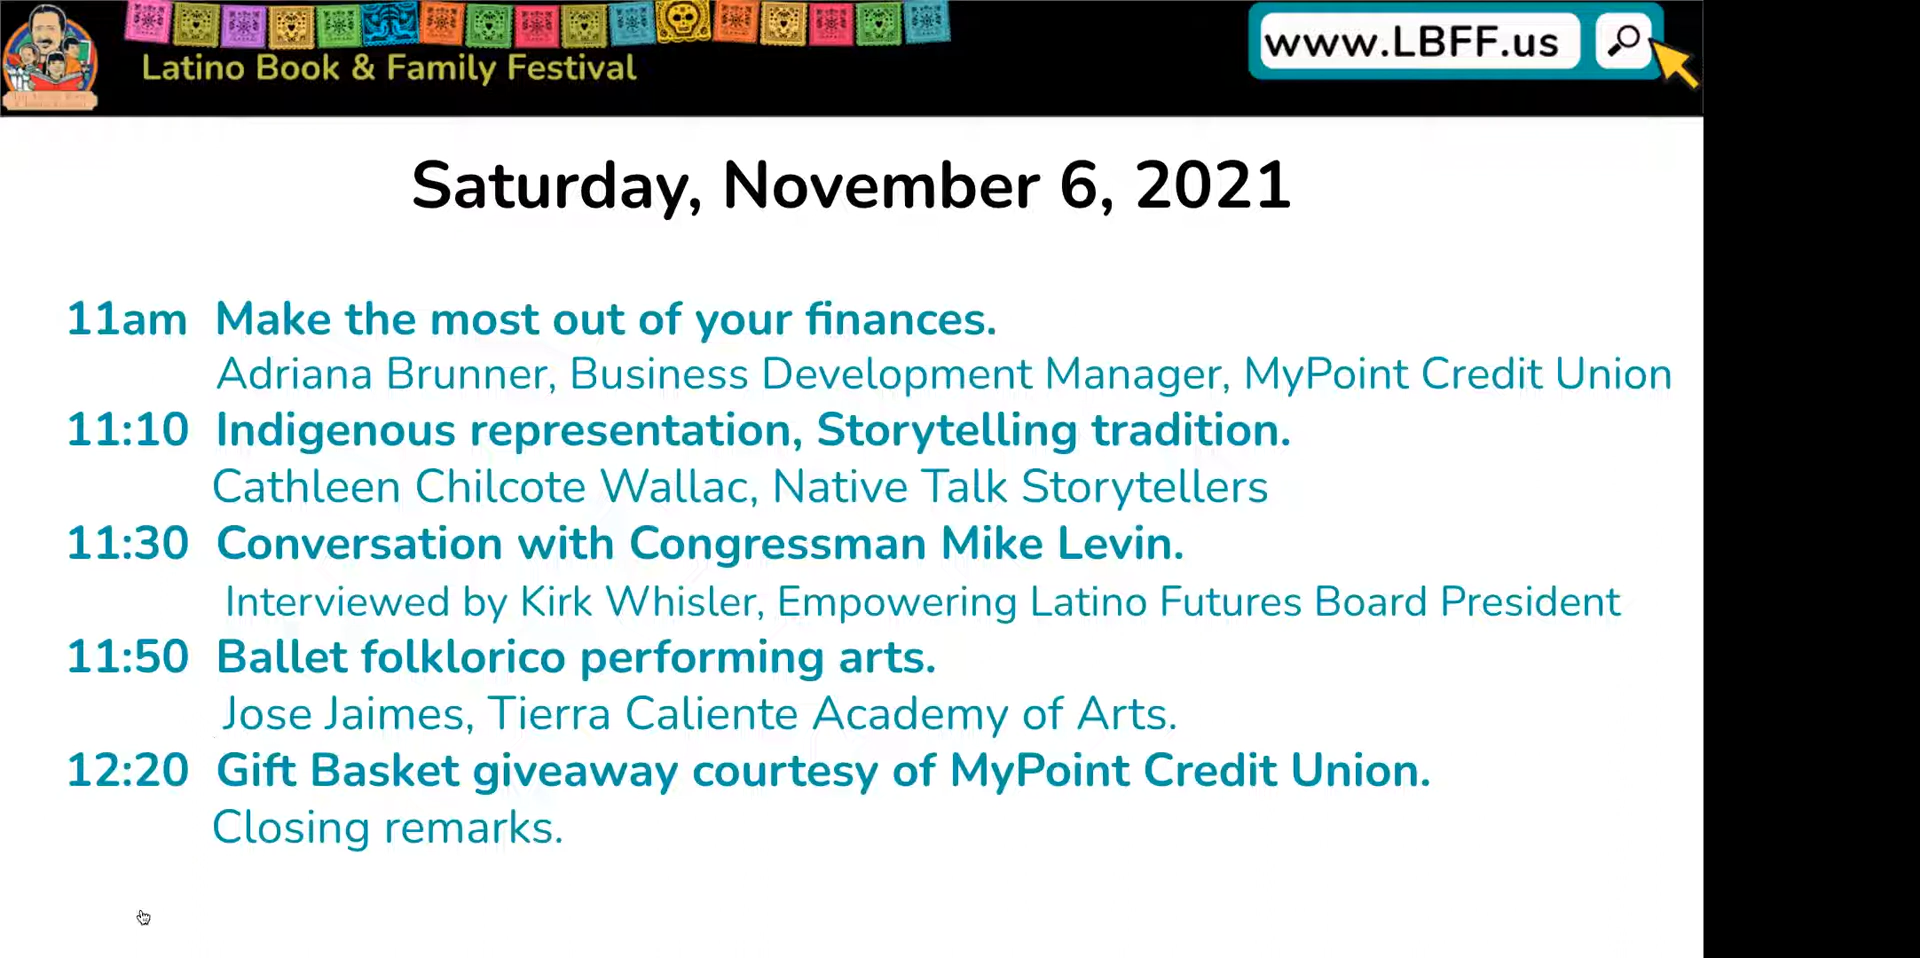 Latino Book & Family Festival
www.LBFF.us
Saturday, November 6, 2021
11am Make the most out of your finances.
Adriana Brunner, Business Development Manager, MyPoint Credit Union
11:10 Indigenous representation, Storytelling tradition.
Cathleen Chilcote Wallac, Native Talk Storytellers
11:30 Conversation with Congressman Mike Levin.
Interviewed by Kirk Whisler, Empowering Latino Futures Board President
11:50 Ballet folklorico performing arts.
Jose Jaimes, Tierra Caliente Academy of Arts.
12:20 Gift Basket giveaway courtesy of MyPoint Credit Union.
Closing remarks.